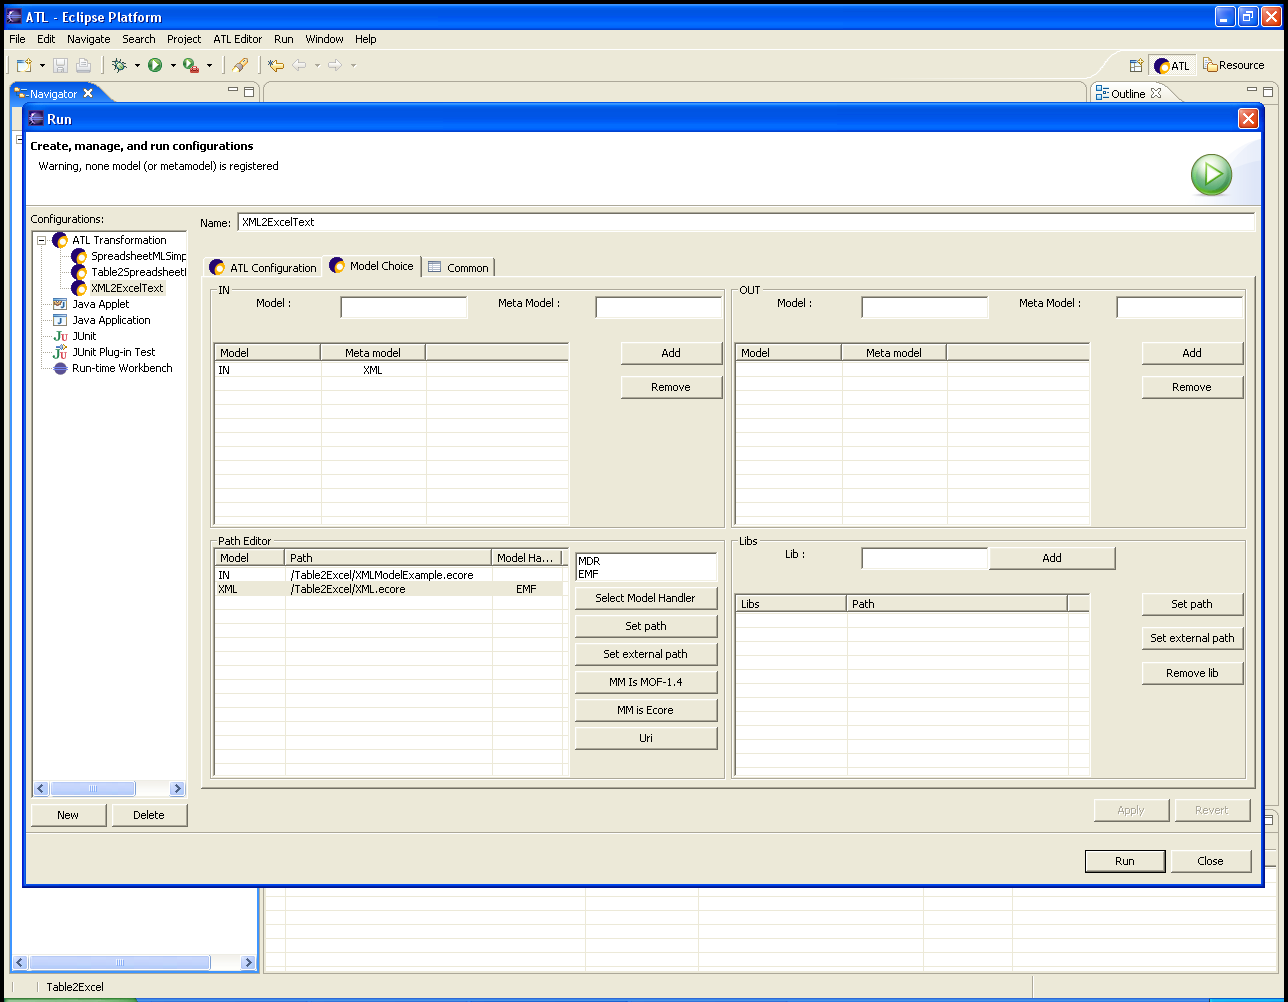 ATL - Eclipse Platform
File Edit Navigate Search Project ATL Editor Run Window Help
ATL Resource
Navigator Outline
Run
Create, manage, and run configurations
Warning, none model (or metamodel) is registered
Configurations:
Name: XML2ExcelText
ATL Transformation
SpreadsheetMLSimp
Table2Spreadsheet
XML2ExcelText
Java Applet
Java Application
JUnit
JUnit Plug-in Test
Run-time Workbench
New Delete
ATL Configuration Model Choice Common
IN
Model : Meta Model :
Model Meta model
IN XML
Add
Remove
OUT
Model : Meta Model :
Model Meta model
Add
Remove
Path Editor
Model Path Model Ha...
IN /Table2Excel/XMLModelExample.ecore
XML /Table2Excel/XML.ecore EMF
MDR
EMF
Select Model Handler
Set path
Set external path
MM Is MOF-1.4
MM is Ecore
Uri
Libs
Lib : Add
Libs Path
Set path
Set external path
Remove lib
Apply Revert
Run Close
Table2Excel